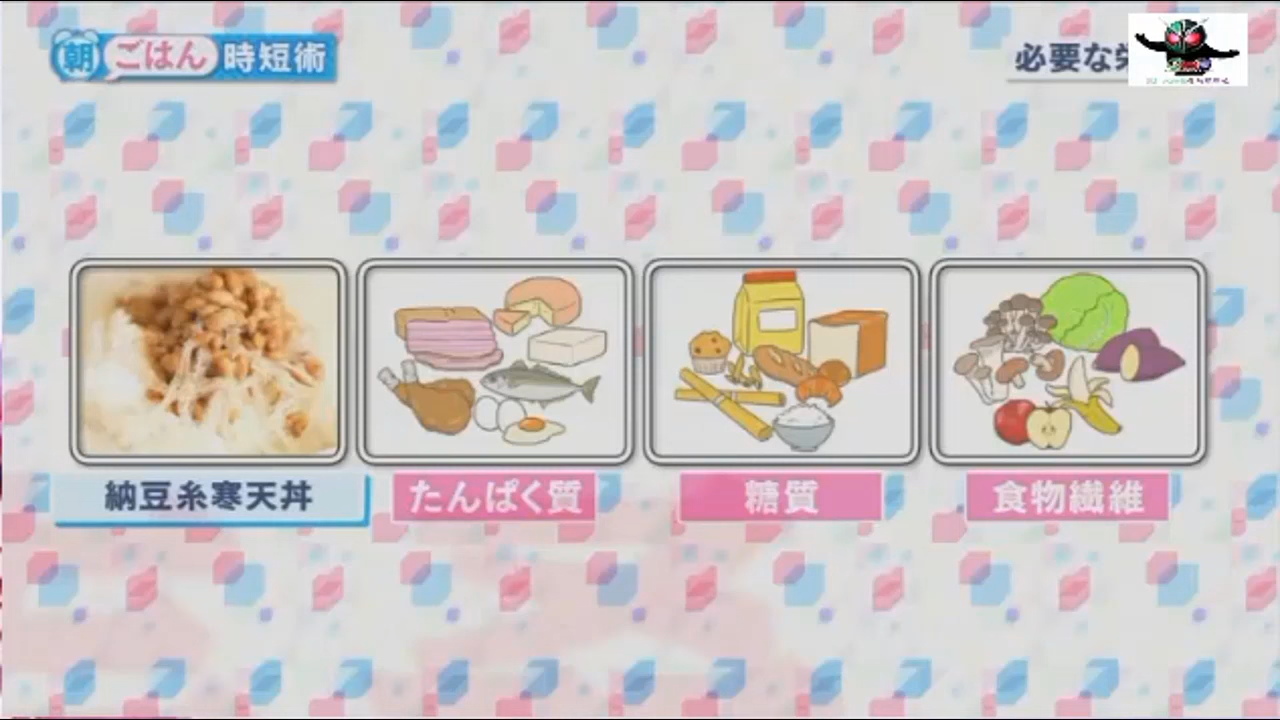 朝ごはん時短術
必要な
納豆糸寒天丼
たんぱく質
糖質
食物繊維